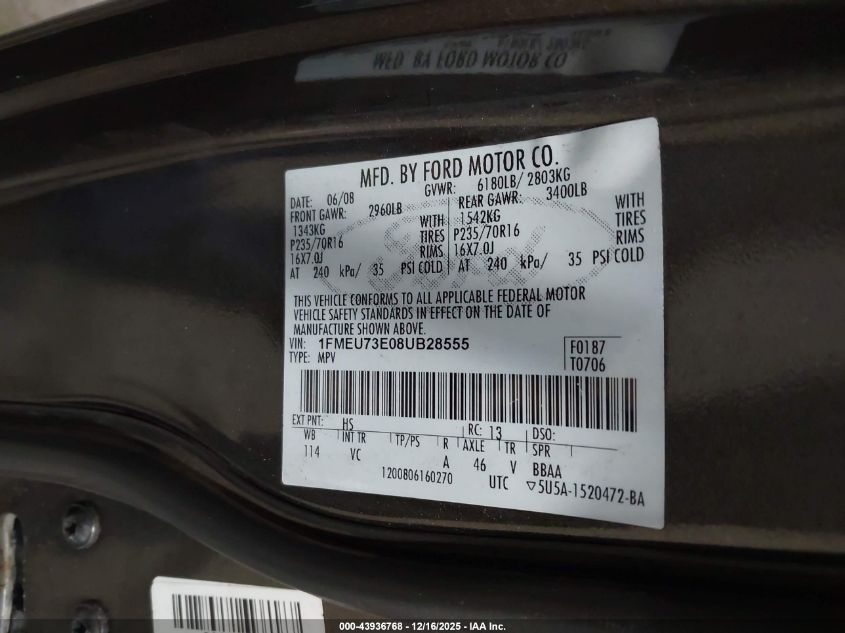 MFD. BY FORD MOTOR CO.
DATE: 06/08 GVWR: 6180LB/ 2803KG
FRONT GAWR: 2960LB REAR GAWR: 3400LB
1343KG WITH 1542KG WITH
P235/70R16 TIRES P235/70R16 TIRES
16X7.0J RIMS 16X7.0J RIMS
AT 240 kPa/ 35 PSI COLD AT 240 kPa/ 35 PSI COLD
THIS VEHICLE CONFORMS TO ALL APPLICABLE FEDERAL MOTOR
VEHICLE SAFETY STANDARDS IN EFFECT ON THE DATE OF
MANUFACTURE SHOWN ABOVE.
VIN: 1FMEU73E08UB28555 F0187
TYPE: MPV T0706
EXT PNT: HS RC: 13 DSO:
WB INT TR TP/PS R AXLE TR SPR
114 VC A 46 V BBAA
1200806160270 UTC ▽5U5A-1520472-BA
000-43936768 - 12/16/2025 - IAA Inc.